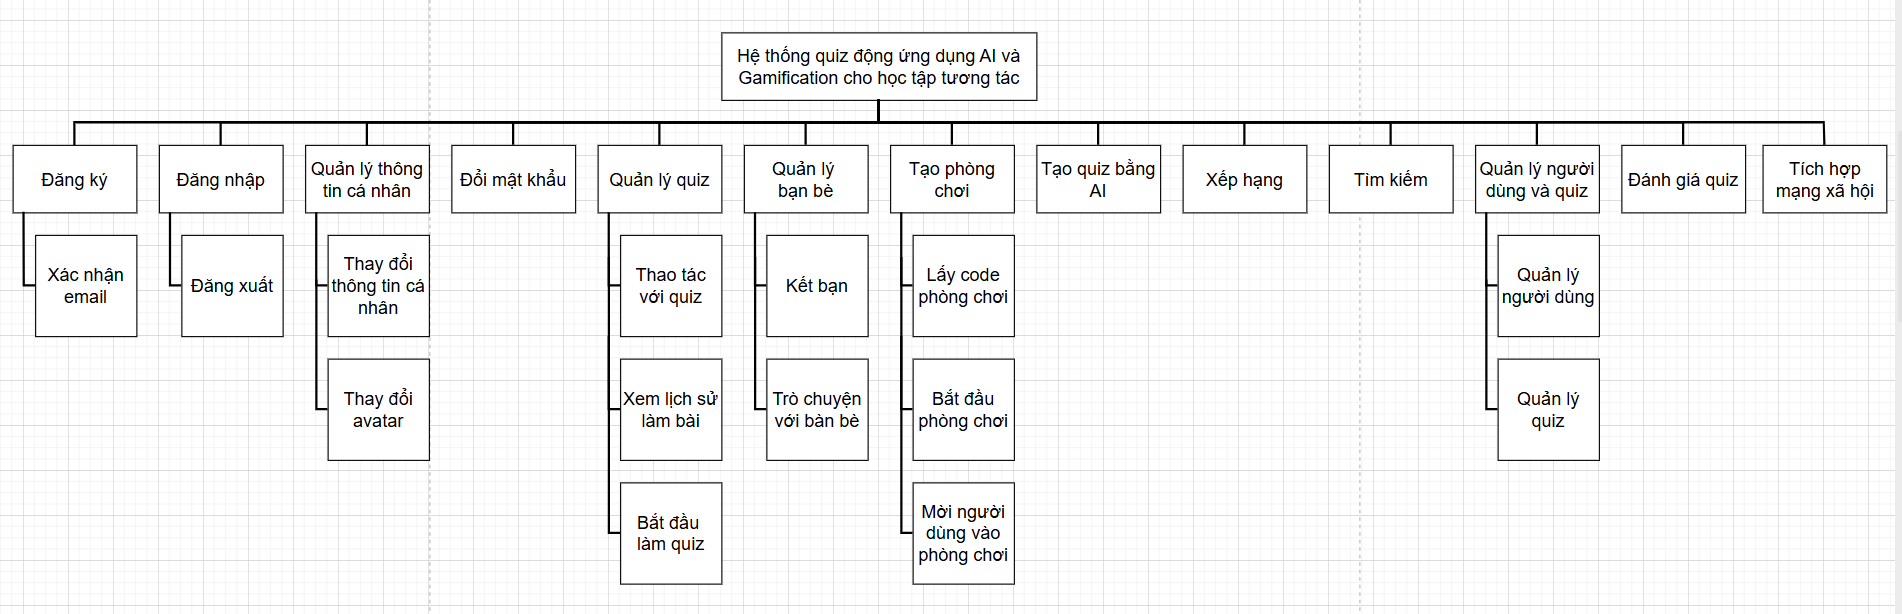 Hệ thống quiz động ứng dụng AI và
Gamification cho học tập tương tác
Đăng ký
Đăng nhập
Quản lý thông
tin cá nhân
Đổi mật khẩu
Quản lý quiz
Quản lý
bạn bè
Tạo phòng
chơi
Tạo quiz bằng
AI
Xếp hạng
Tìm kiếm
Quản lý người
dùng và quiz
Đánh giá quiz
Tích hợp
mạng xã hội
Xác nhận
email
Đăng xuất
Thay đổi
thông tin cá
nhân
Thao tác
với quiz
Kết bạn
Lấy code
phòng chơi
Quản lý
người dùng
Thay đổi
avatar
Xem lịch sử
làm bài
Trò chuyện
với bàn bè
Bắt đầu
phòng chơi
Quản lý
quiz
Bắt đầu
làm quiz
Mời người
dùng vào
phòng chơi